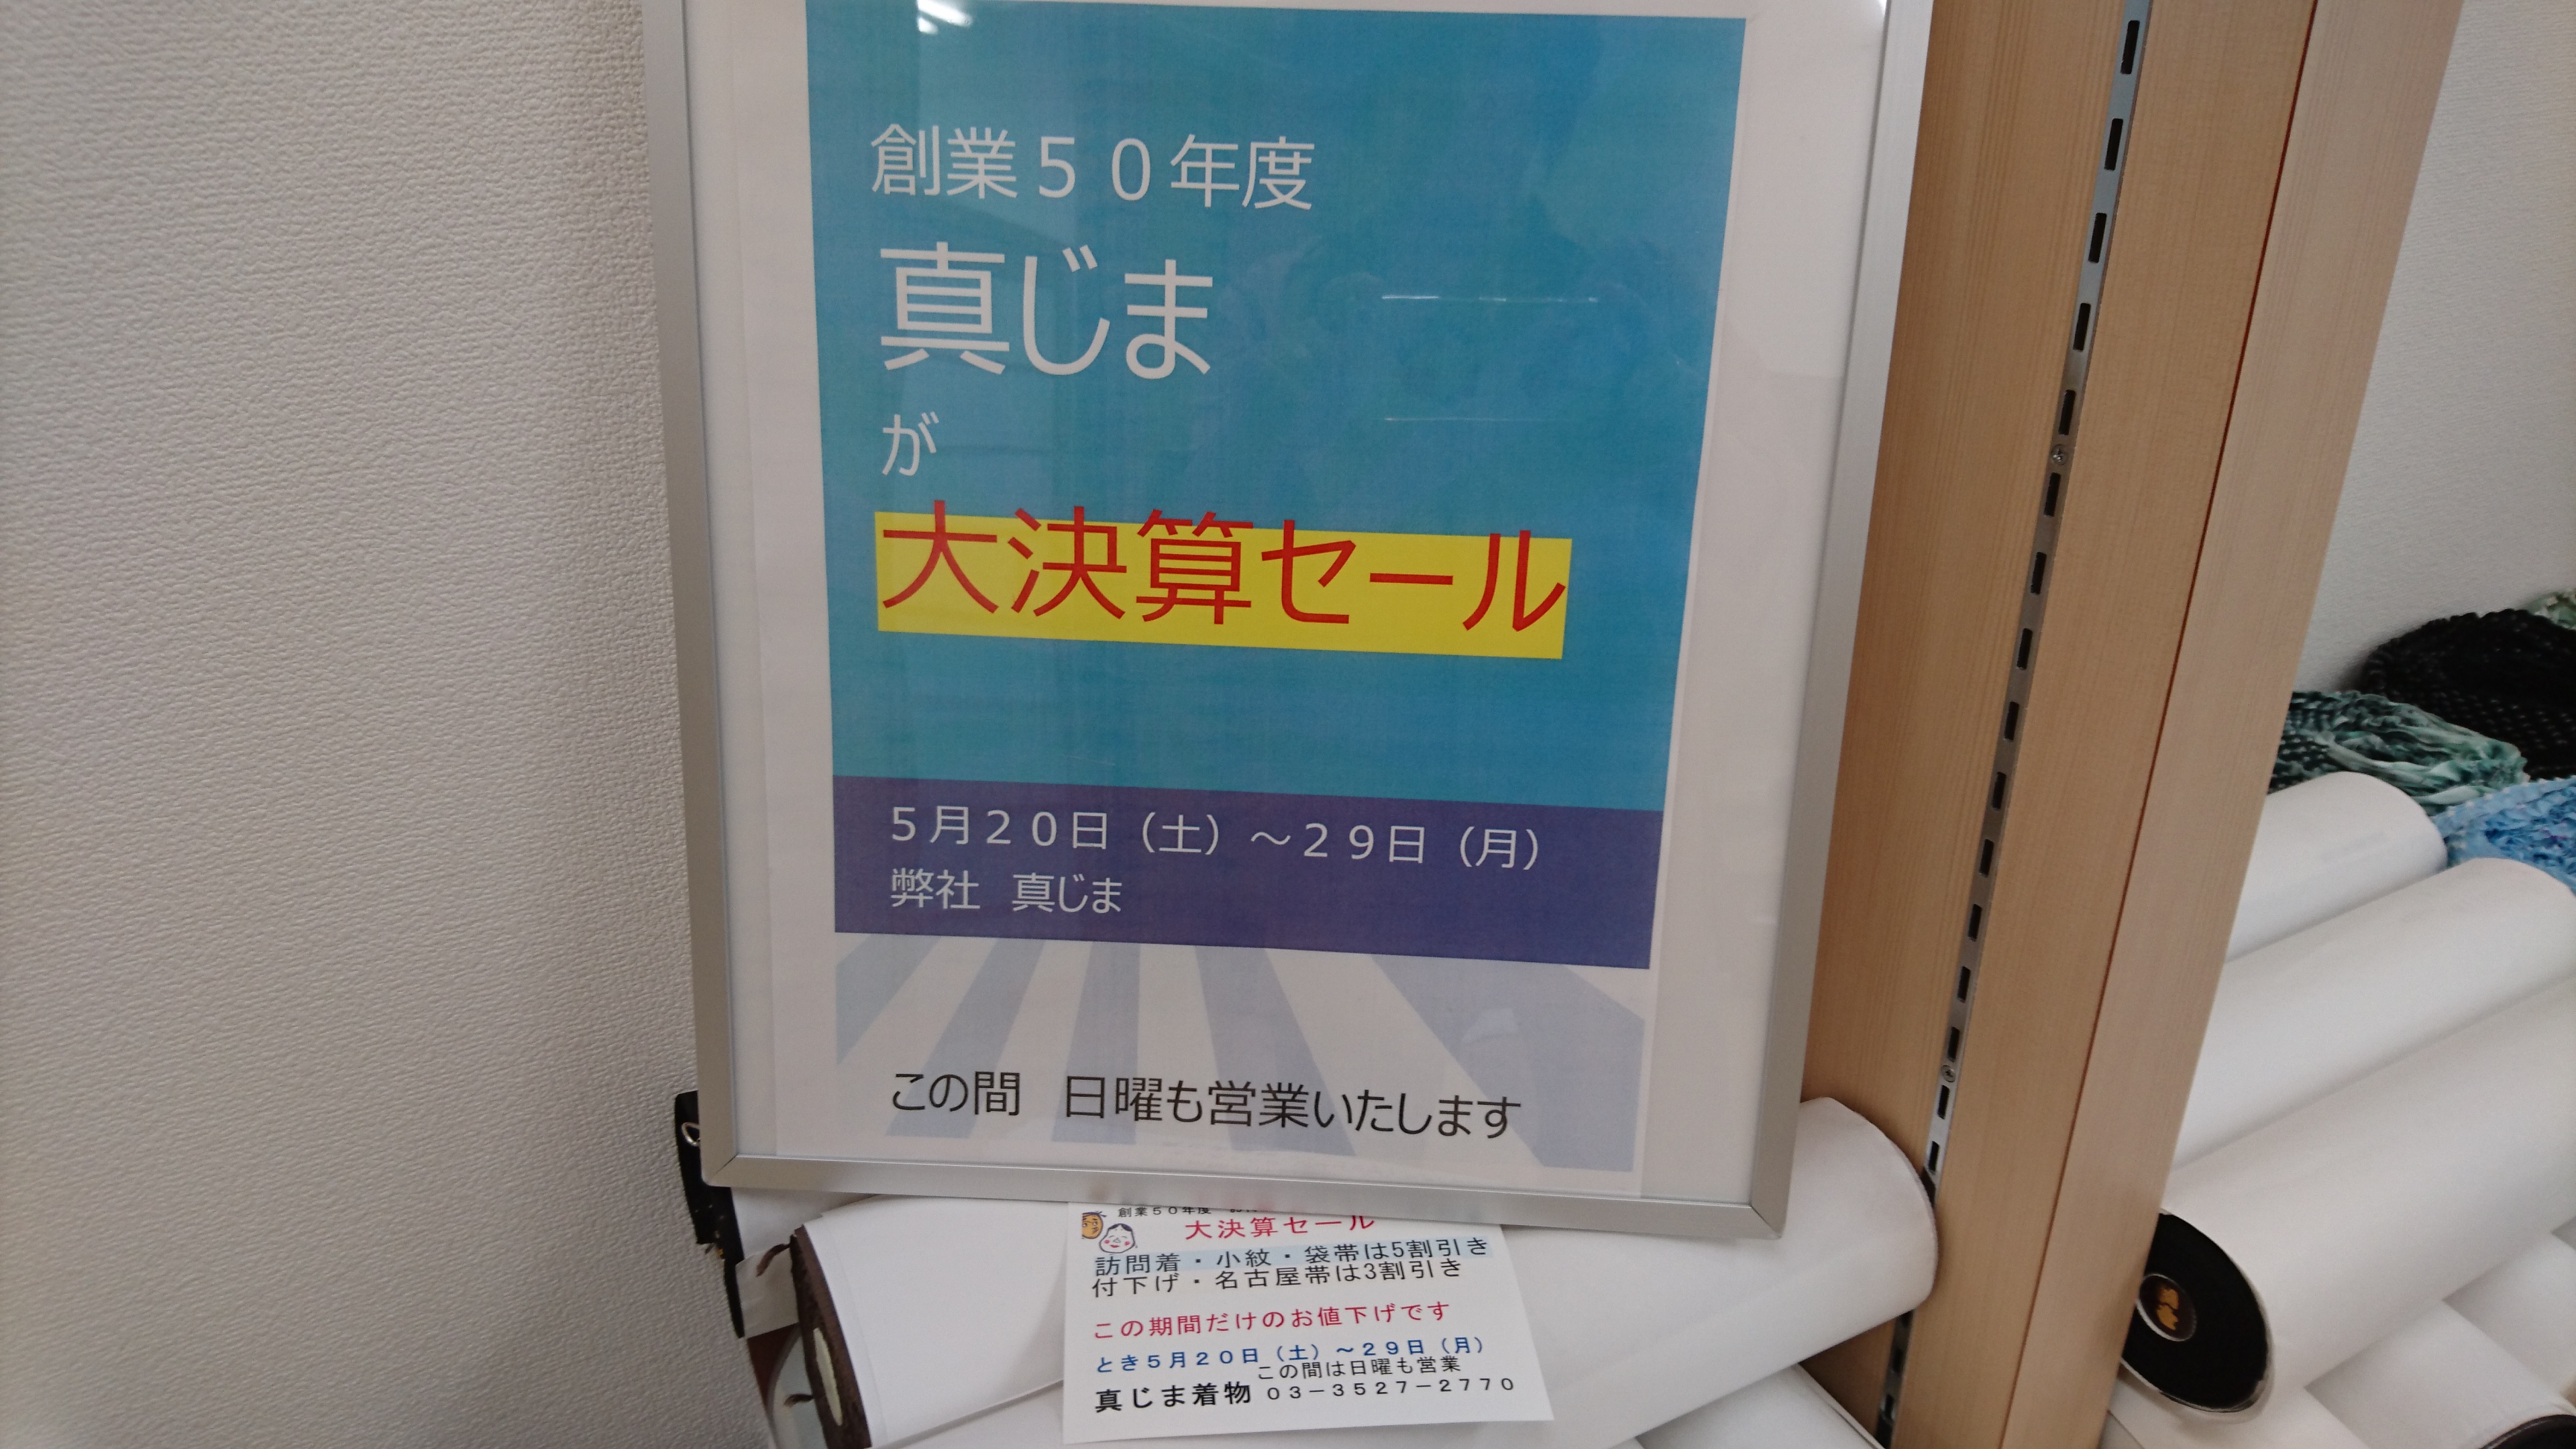 創業５０年度
真じま
が
大決算セール
５月２０日（土）～２９日（月）
弊社　真じま
この間　日曜も営業いたします
創業５０年度
大決算セール
訪問着・小紋・袋帯は5割引き
付下げ・名古屋帯は3割引き
この期間だけのお値下げです
とき５月２０日（土）～２９日（月）
この間は日曜も営業
真じま着物 ０３－３５２７－２７７０